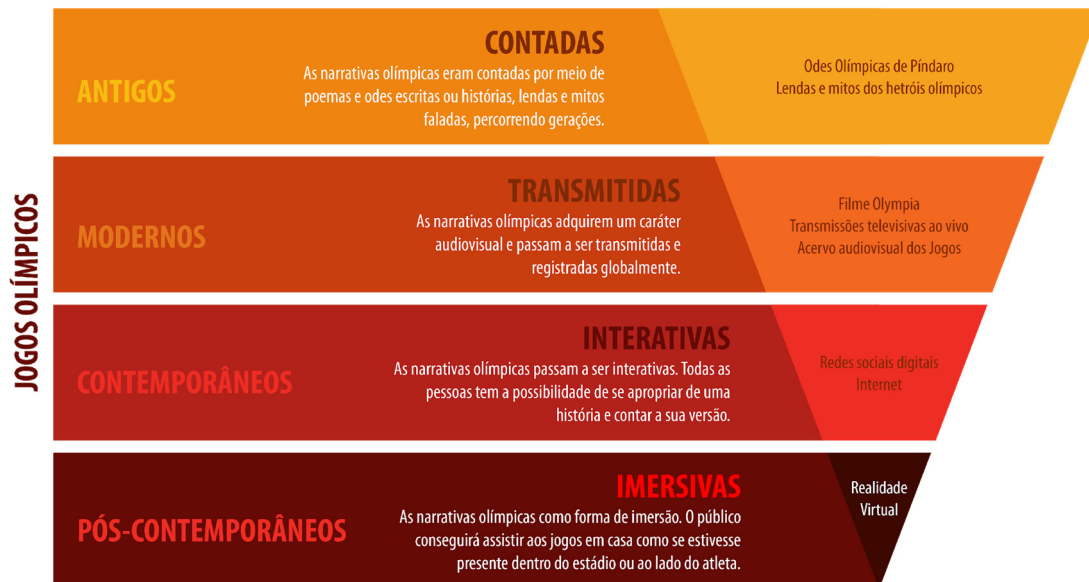 JOGOS OLÍMPICOS
ANTIGOS
CONTADAS
As narrativas olímpicas eram contadas por meio de
poemas e odes escritas ou histórias, lendas e mitos
faladas, percorrendo gerações.
Odes Olímpicas de Píndaro
Lendas e mitos dos hetróis olímpicos
MODERNOS
TRANSMITIDAS
As narrativas olímpicas adquirem um caráter
audiovisual e passam a ser transmitidas e
registradas globalmente.
Filme Olympia
Transmissões televisivas ao vivo
Acervo audiovisual dos Jogos
CONTEMPORÂNEOS
INTERATIVAS
As narrativas olímpicas passam a ser interativas. Todas as
pessoas tem a possibilidade de se apropriar de uma
história e contar a sua versão.
Redes sociais digitais
Internet
PÓS-CONTEMPORÂNEOS
IMERSIVAS
As narrativas olímpicas como forma de imersão. O público
conseguirá assistir aos jogos em casa como se estivesse
presente dentro do estádio ou ao lado do atleta.
Realidade
Virtual